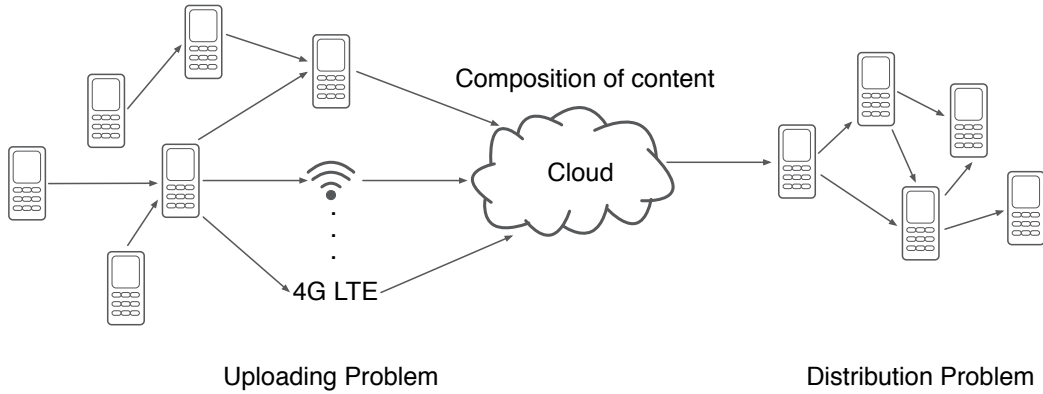 Composition of content
Cloud
4G LTE
Uploading Problem
Distribution Problem